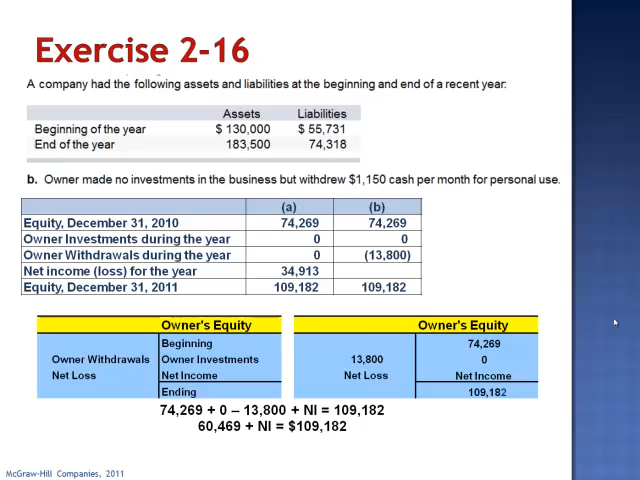 Exercise 2-16
A company had the following assets and liabilities at the beginning and end of a recent year:
Assets Liabilities
Beginning of the year $ 130,000 $ 55,731
End of the year 183,500 74,318
b. Owner made no investments in the business but withdrew $1,150 cash per month for personal use.
(a) (b)
Equity, December 31, 2010 74,269 74,269
Owner Investments during the year 0 0
Owner Withdrawals during the year 0 (13,800)
Net income (loss) for the year 34,913
Equity, December 31, 2011 109,182 109,182
Owner's Equity Owner's Equity
Beginning 74,269
Owner Withdrawals Owner Investments 13,800 0
Net Loss Net Income Net Loss Net Income
Ending 109,182
74,269 + 0 – 13,800 + NI = 109,182
60,469 + NI = $109,182
McGraw-Hill Companies, 2011